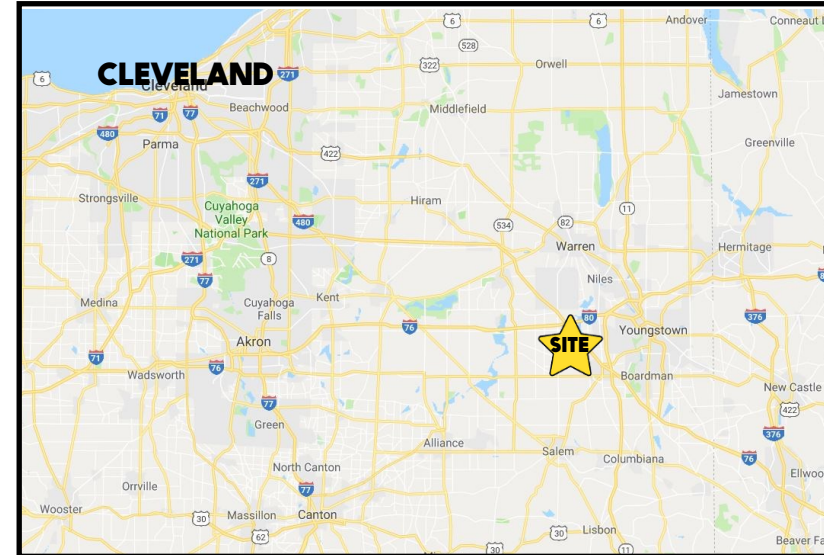 6
6
Andover
Conneaut L
528
322
Orwell
CLEVELAND
271
6
Cleveland
Jamestown
Beachwood
Middlefield
71
77
480
Parma
422
Greenville
271
Strongsville
Cuyahoga
Valley
National Park
Hiram
11
480
534
82
Warren
Hermitage
271
8
77
Niles
Medina
Cuyahoga
Falls
Kent
76
80
376
Youngstown
Akron
SITE
71
76
Wadsworth
Boardman
New Castle
77
422
Green
376
Alliance
Salem
Columbiana
76
North Canton
Ellwoo
Orrville
77
Wooster
30
Massillon
Canton
62
30
Lisbon
30
11
Beaver Fa